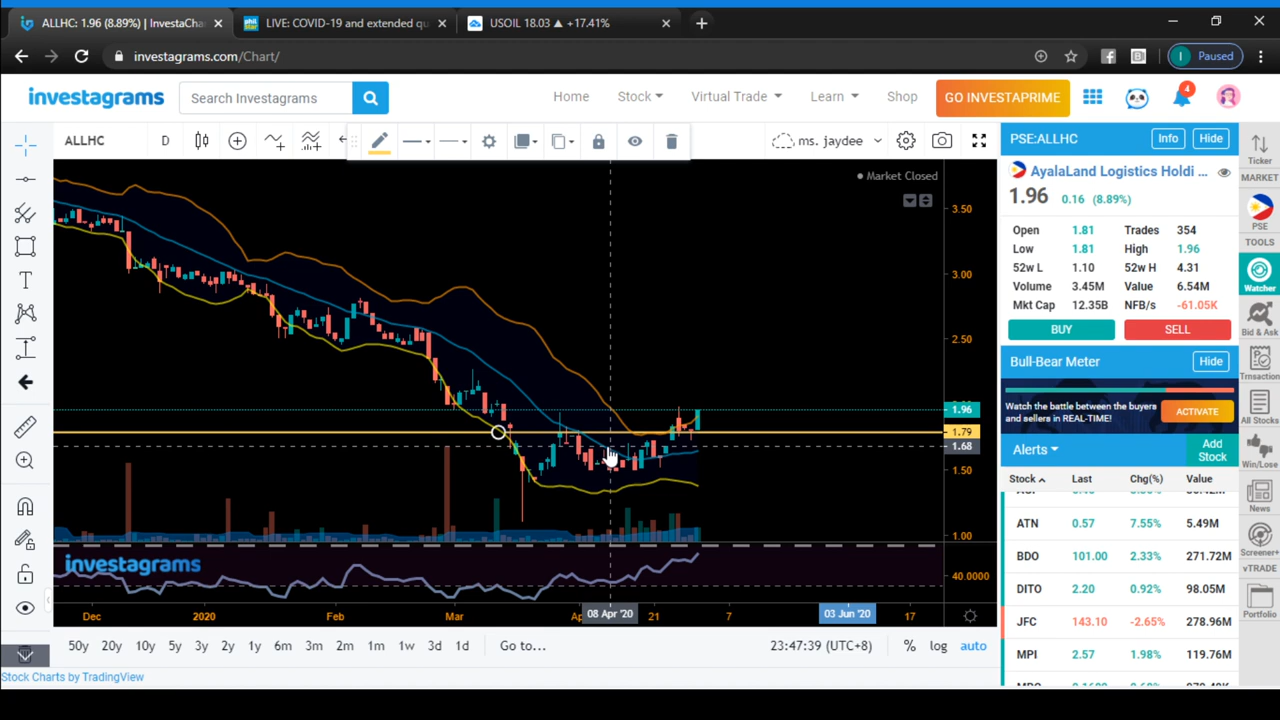 ALLHC: 1.96 (8.89%) | InvestaCha
LIVE: COVID-19 and extended qu
USOIL 18.03 ▲ +17.41%
investagrams.com/Chart/
Paused
investagrams
Search Investagrams
Home
Stock
Virtual Trade
Learn
Shop
GO INVESTAPRIME
4
ALLHC
D
ms. jaydee
PSE:ALLHC
Info
Hide
Market Closed
AyalaLand Logistics Holdi ...
1.96 0.16 (8.89%)
Open 1.81 Trades 354
Low 1.81 High 1.96
52w L 1.10 52w H 4.31
Volume 3.45M Value 6.54M
Mkt Cap 12.35B NFB/s -61.05K
BUY
SELL
Bull-Bear Meter
Hide
Watch the battle between the buyers
and sellers in REAL-TIME!
ACTIVATE
Alerts
Add
Stock
Stock Last Chg(%) Value
ATN 0.57 7.55% 5.49M
BDO 101.00 2.33% 271.72M
DITO 2.20 0.92% 98.05M
JFC 143.10 -2.65% 278.96M
MPI 2.57 1.98% 119.76M
Ticker
MARKET
PSE
TOOLS
Watcher
Bid & Ask
Trnsaction
All Stocks
Win/Lose
News
Screener+
vTRADE
Portfolio
3.50
3.00
2.50
1.96
1.79
1.68
1.50
1.00
40.0000
investagrams
Dec
2020
Feb
Mar
08 Apr '20
21
7
03 Jun '20
17
50y 20y 10y 5y 3y 2y 1y 6m 3m 2m 1m 1w 3d 1d Go to...
23:47:39 (UTC+8)
% log auto
Stock Charts by TradingView